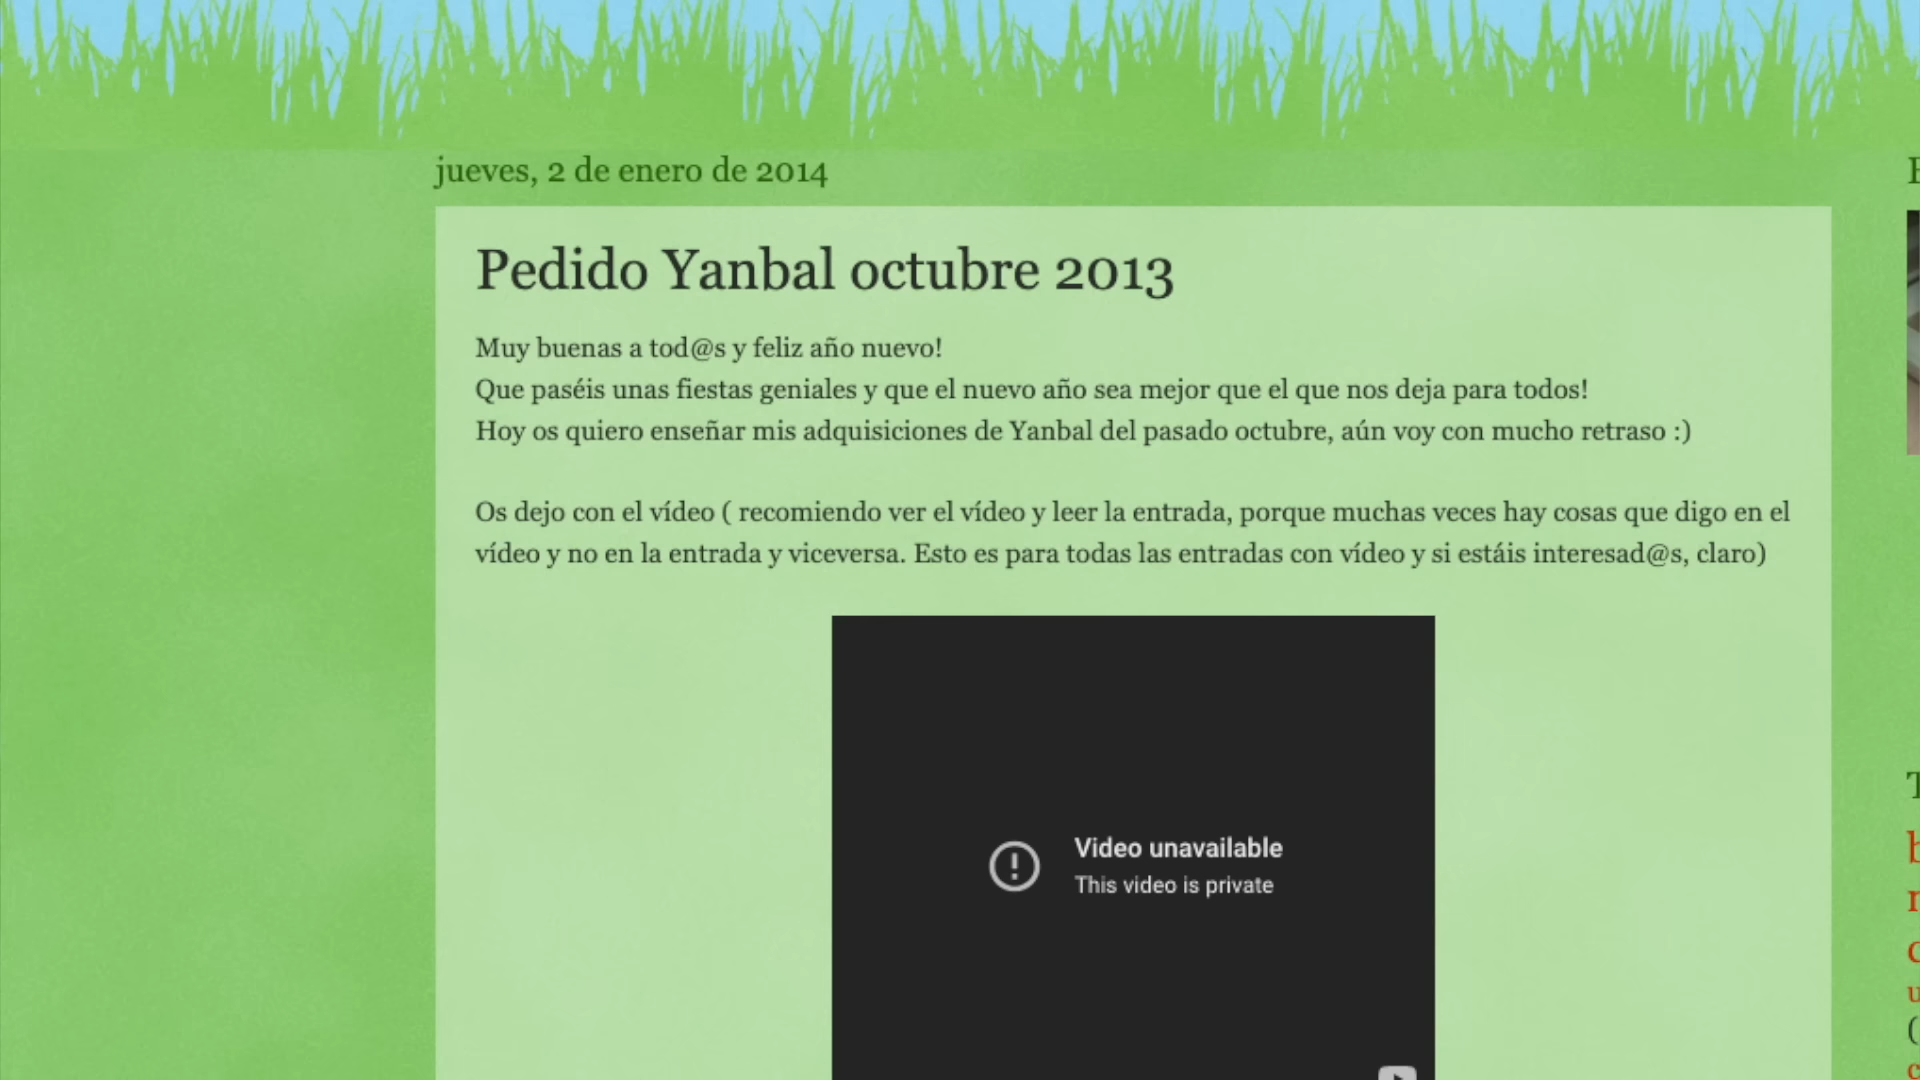 jueves, 2 de enero de 2014
Pedido Yanbal octubre 2013
Muy buenas a tod@s y feliz año nuevo!
Que paséis unas fiestas geniales y que el nuevo año sea mejor que el que nos deja para todos!
Hoy os quiero enseñar mis adquisiciones de Yanbal del pasado octubre, aún voy con mucho retraso :)
Os dejo con el vídeo ( recomiendo ver el vídeo y leer la entrada, porque muchas veces hay cosas que digo en el
vídeo y no en la entrada y viceversa. Esto es para todas las entradas con vídeo y si estáis interesad@s, claro)
Video unavailable
This video is private